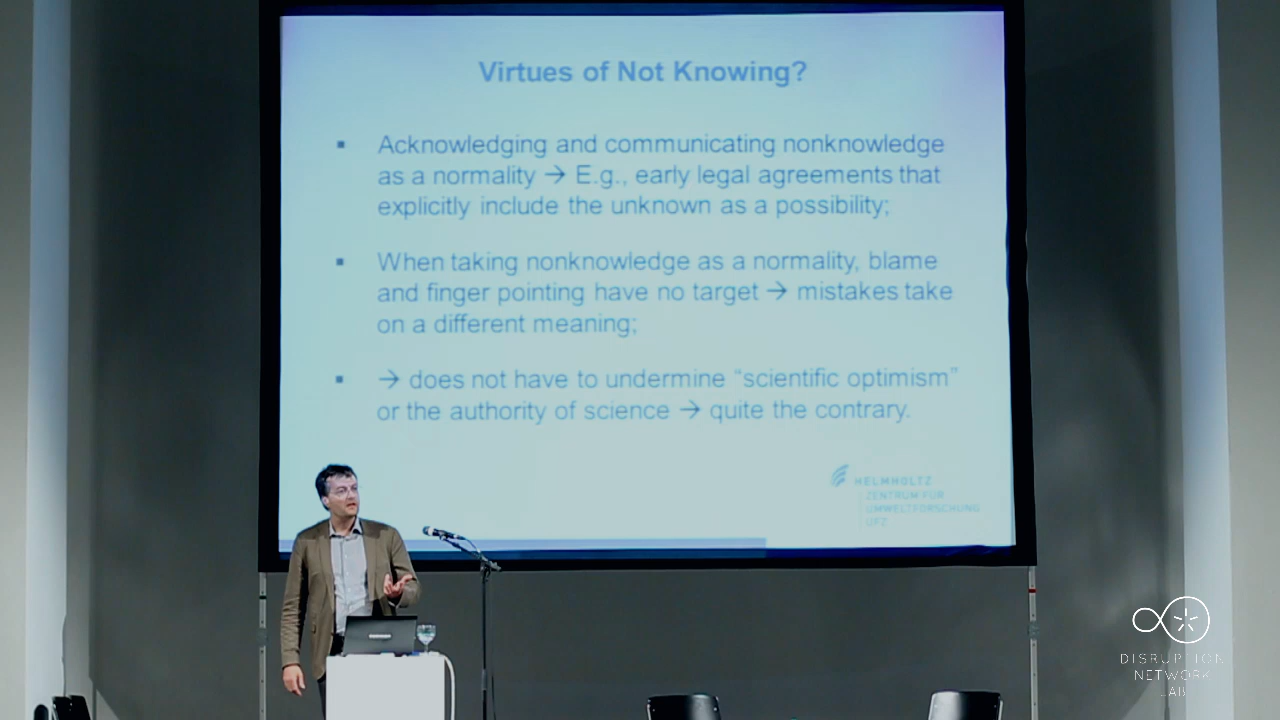 Virtues of Not Knowing?
▪ Acknowledging and communicating nonknowledge
as a normality → E.g., early legal agreements that
explicitly include the unknown as a possibility;
▪ When taking nonknowledge as a normality, blame
and finger pointing have no target → mistakes take
on a different meaning;
▪ → does not have to undermine “scientific optimism”
or the authority of science → quite the contrary.
HELMHOLTZ
ZENTRUM FÜR
UMWELTFORSCHUNG
UFZ
DISRUPTION
NETWORK
LAB